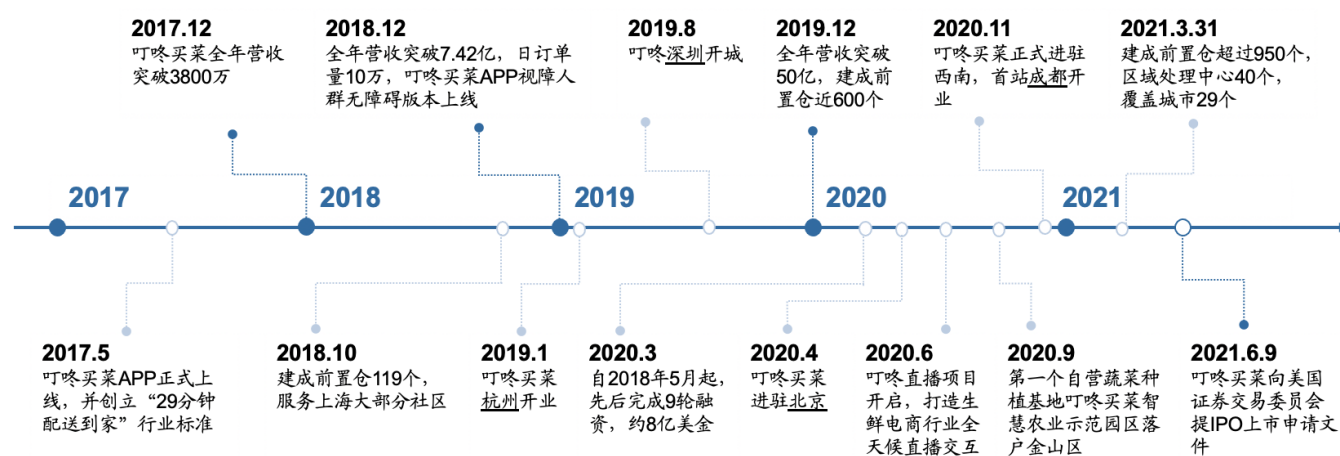 2017.12
叮咚买菜全年营收
突破3800万
2018.12
全年营收突破7.42亿，日订单
量10万，叮咚买菜APP视障人
群无障碍版本上线
2019.8
叮咚深圳开城
2019.12
全年营收突破
50亿，建成前
置仓近600个
2020.11
叮咚买菜正式进驻
西南，首站成都开
业
2021.3.31
建成前置仓超过950个，
区域处理中心40个，
覆盖城市29个
2017
2018
2019
2020
2021
2017.5
叮咚买菜APP正式上
线，并创立“29分钟
配送到家”行业标准
2018.10
建成前置仓119个，
服务上海大部分社区
2019.1
叮咚买菜
杭州开业
2020.3
自2018年5月起，
先后完成9轮融
资，约8亿美金
2020.4
叮咚买菜
进驻北京
2020.6
叮咚直播项目
开启，打造生
鲜电商行业全
天候直播交互
2020.9
第一个自营蔬菜种
植基地叮咚买菜智
慧农业示范园区落
户金山区
2021.6.9
叮咚买菜向美国
证券交易委员会
提IPO上市申请文
件